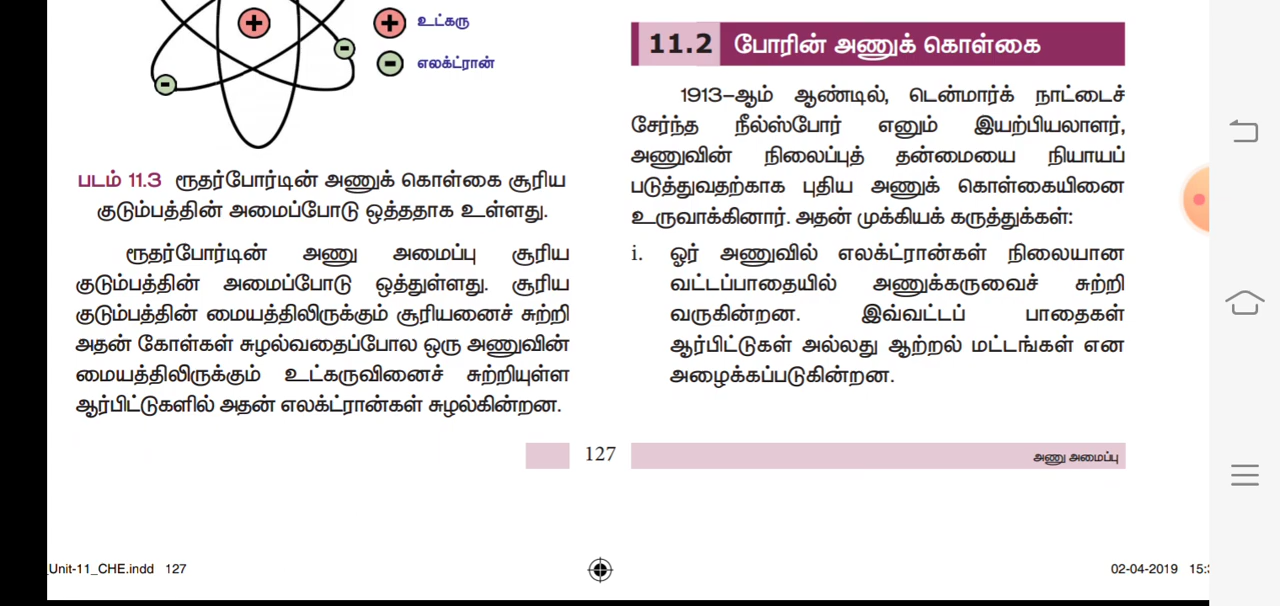 உட்கரு
எலக்ட்ரான்
படம் 11.3 ரூதர்போர்டின் அணுக் கொள்கை சூரிய
குடும்பத்தின் அமைப்போடு ஒத்ததாக உள்ளது.
ரூதர்போர்டின் அணு அமைப்பு சூரிய
குடும்பத்தின் அமைப்போடு ஒத்துள்ளது. சூரிய
குடும்பத்தின் மையத்திலிருக்கும் சூரியனைச் சுற்றி
அதன் கோள்கள் சுழல்வதைப்போல ஒரு அணுவின்
மையத்திலிருக்கும் உட்கருவினைச் சுற்றியுள்ள
ஆர்பிட்டுகளில் அதன் எலக்ட்ரான்கள் சுழல்கின்றன.
11.2 போரின் அணுக் கொள்கை
1913–ஆம் ஆண்டில், டென்மார்க் நாட்டைச்
சேர்ந்த நீல்ஸ்போர் எனும் இயற்பியலாளர்,
அணுவின் நிலைப்புத் தன்மையை நியாயப்
படுத்துவதற்காக புதிய அணுக் கொள்கையினை
உருவாக்கினார். அதன் முக்கியக் கருத்துக்கள்:
i. ஓர் அணுவில் எலக்ட்ரான்கள் நிலையான
வட்டப்பாதையில் அணுக்கருவைச் சுற்றி
வருகின்றன. இவ்வட்டப் பாதைகள்
ஆர்பிட்டுகள் அல்லது ஆற்றல் மட்டங்கள் என
அழைக்கப்படுகின்றன.
127
அணு அமைப்பு
_Unit-11_CHE.indd 127
02-04-2019 15: